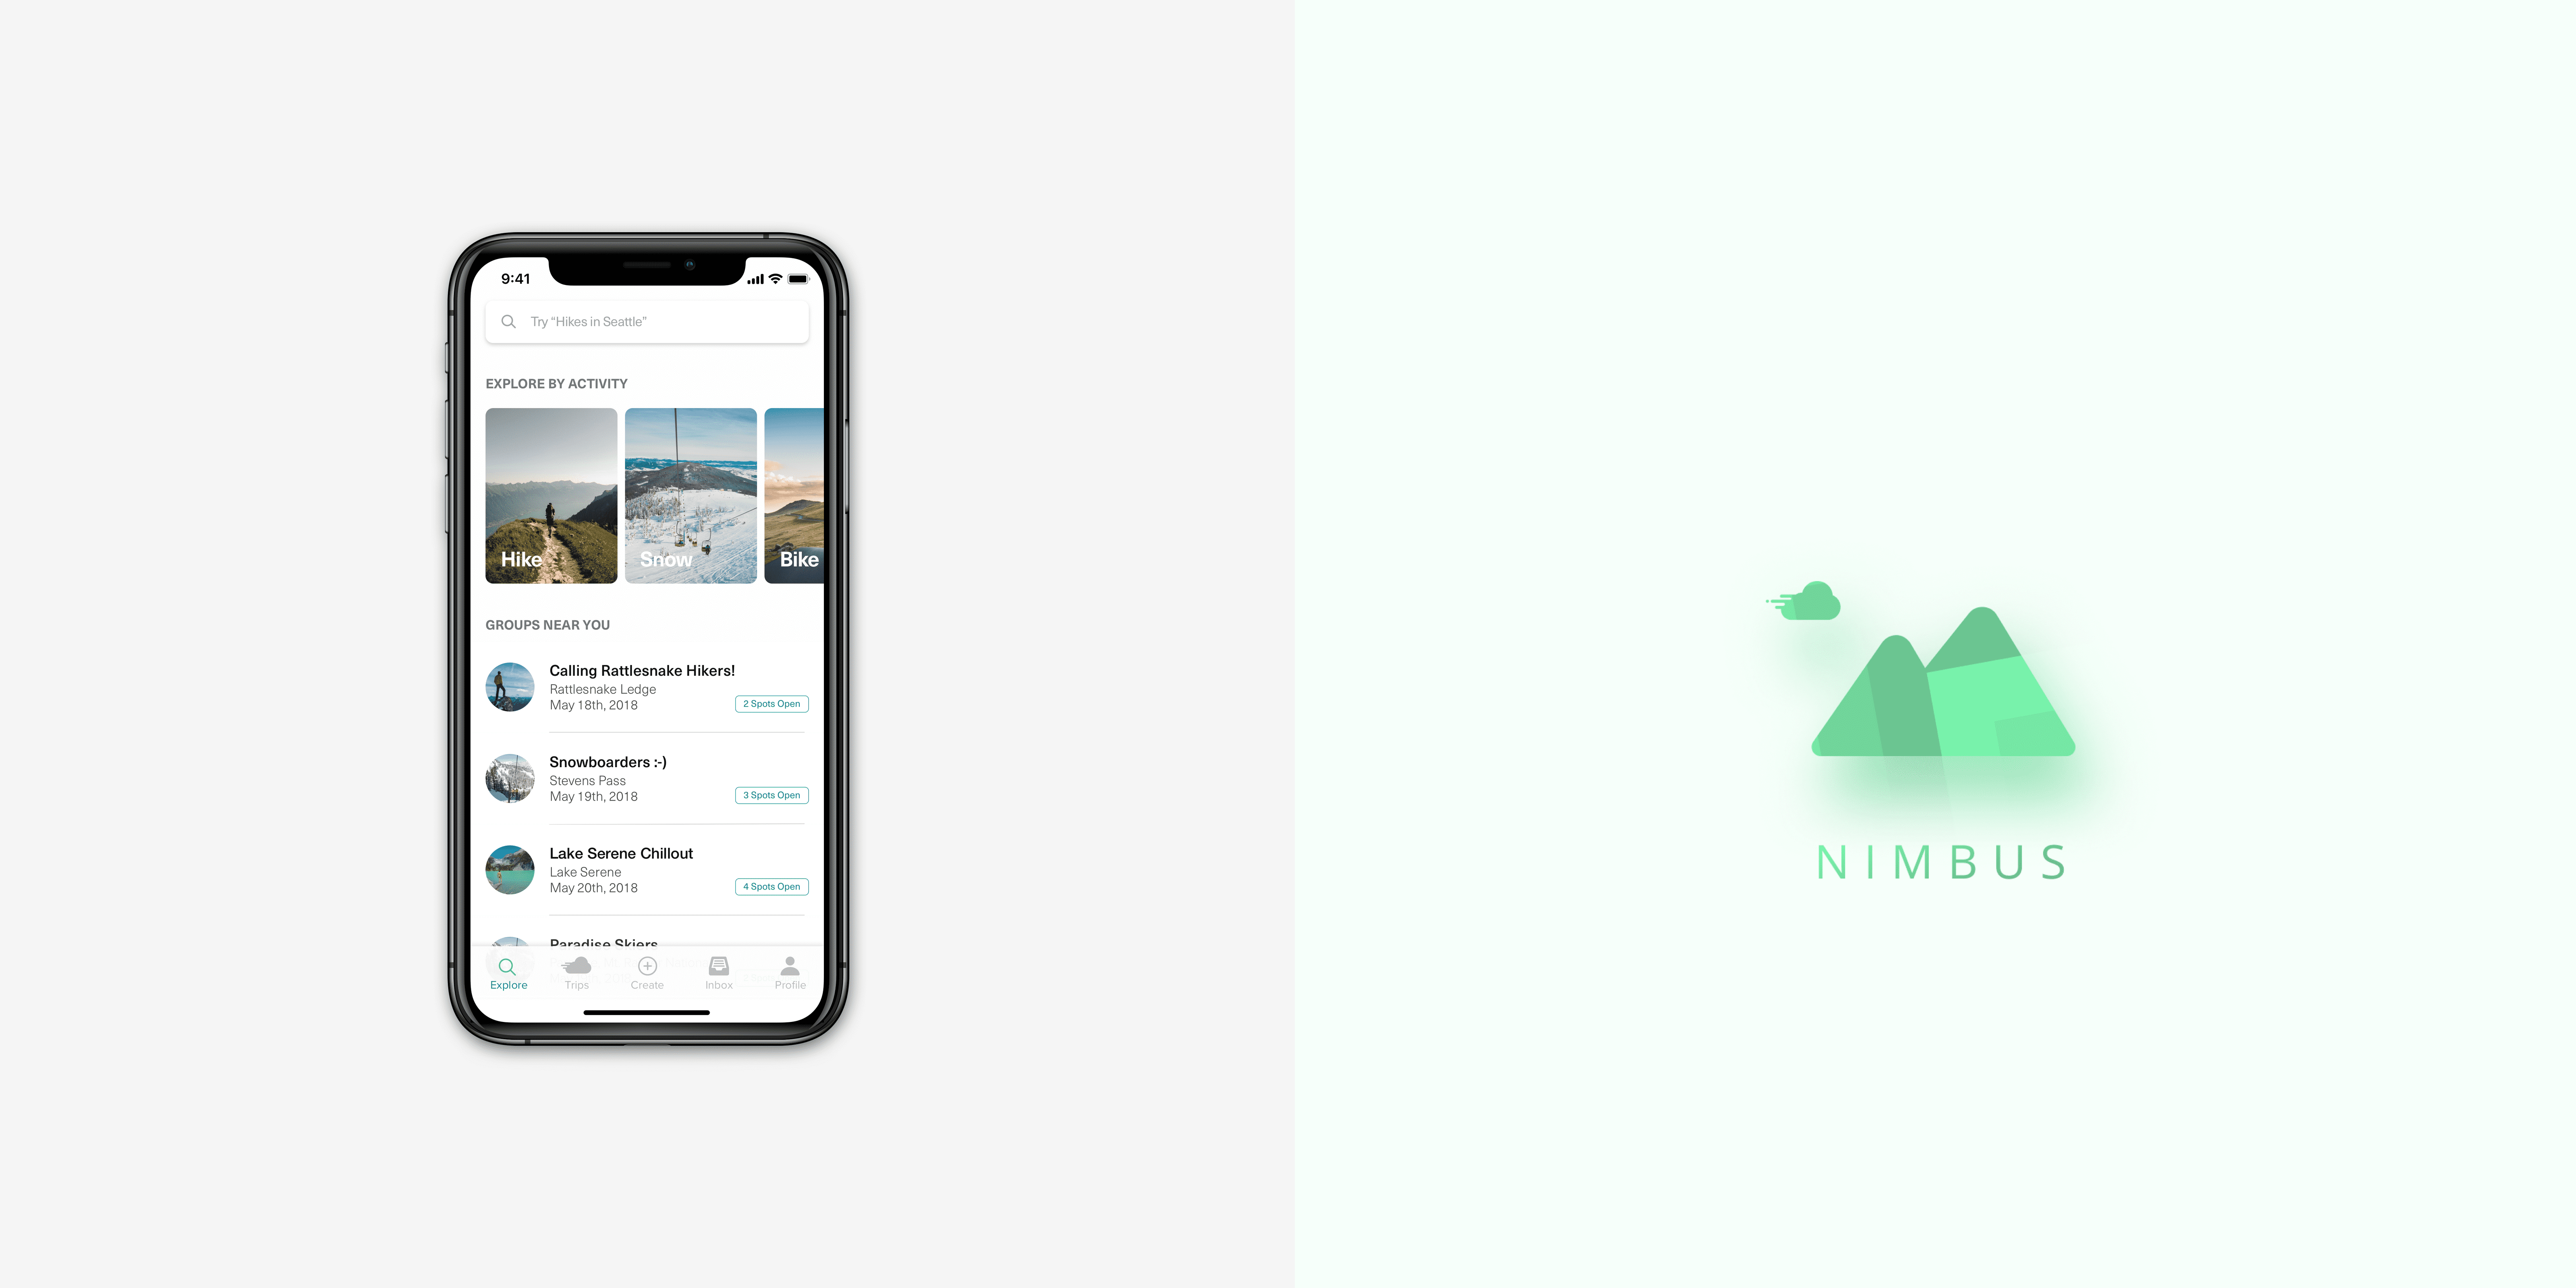 9:41
Try “Hikes in Seattle”
EXPLORE BY ACTIVITY
Hike
Snow
Bike
GROUPS NEAR YOU
Calling Rattlesnake Hikers!
Rattlesnake Ledge
May 18th, 2018
2 Spots Open
Snowboarders :-)
Stevens Pass
May 19th, 2018
3 Spots Open
Lake Serene Chillout
Lake Serene
May 20th, 2018
4 Spots Open
Paradise Skiers
Explore
Trips
Create
Inbox
Profile
NIMBUS